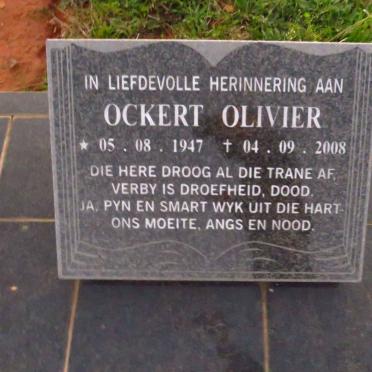 IN LIEFDEVOLLE HERINNERING AAN
OCKERT OLIVIER
★ 05 . 08 . 1947 ✝ 04 . 09 . 2008
DIE HERE DROOG AL DIE TRANE AF,
VERBY IS DROEFHEID, DOOD.
JA, PYN EN SMART WYK UIT DIE HART-
ONS MOEITE, ANGS EN NOOD.